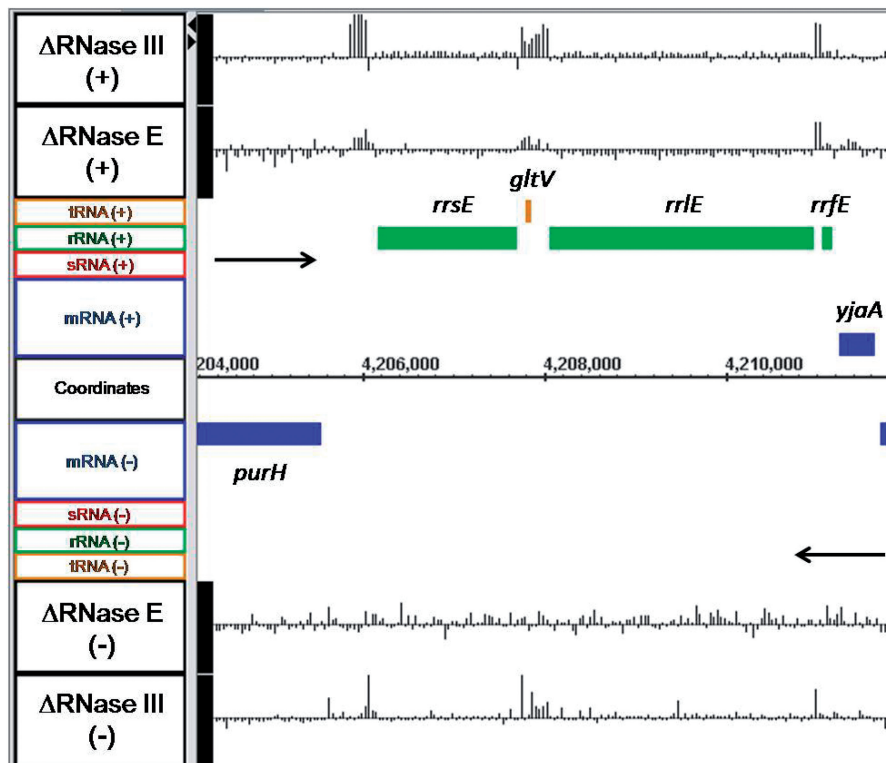 ΔRNase III
(+)
ΔRNase E
(+)
gltV
tRNA (+)
rrsE
rrlE
rrfE
rRNA (+)
sRNA (+)
mRNA (+)
yjaA
204,000 4,206,000 4,208,000 4,210,000
Coordinates
mRNA (-)
purH
sRNA (-)
rRNA (-)
tRNA (-)
ΔRNase E
(-)
ΔRNase III
(-)